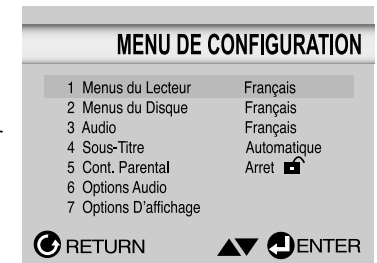 MENU DE CONFIGURATION
1 Menus du Lecteur Français
2 Menus du Disque Français
3 Audio Français
4 Sous-Titre Automatique
5 Cont. Parental Arret
6 Options Audio
7 Options D'affichage
RETURN ENTER